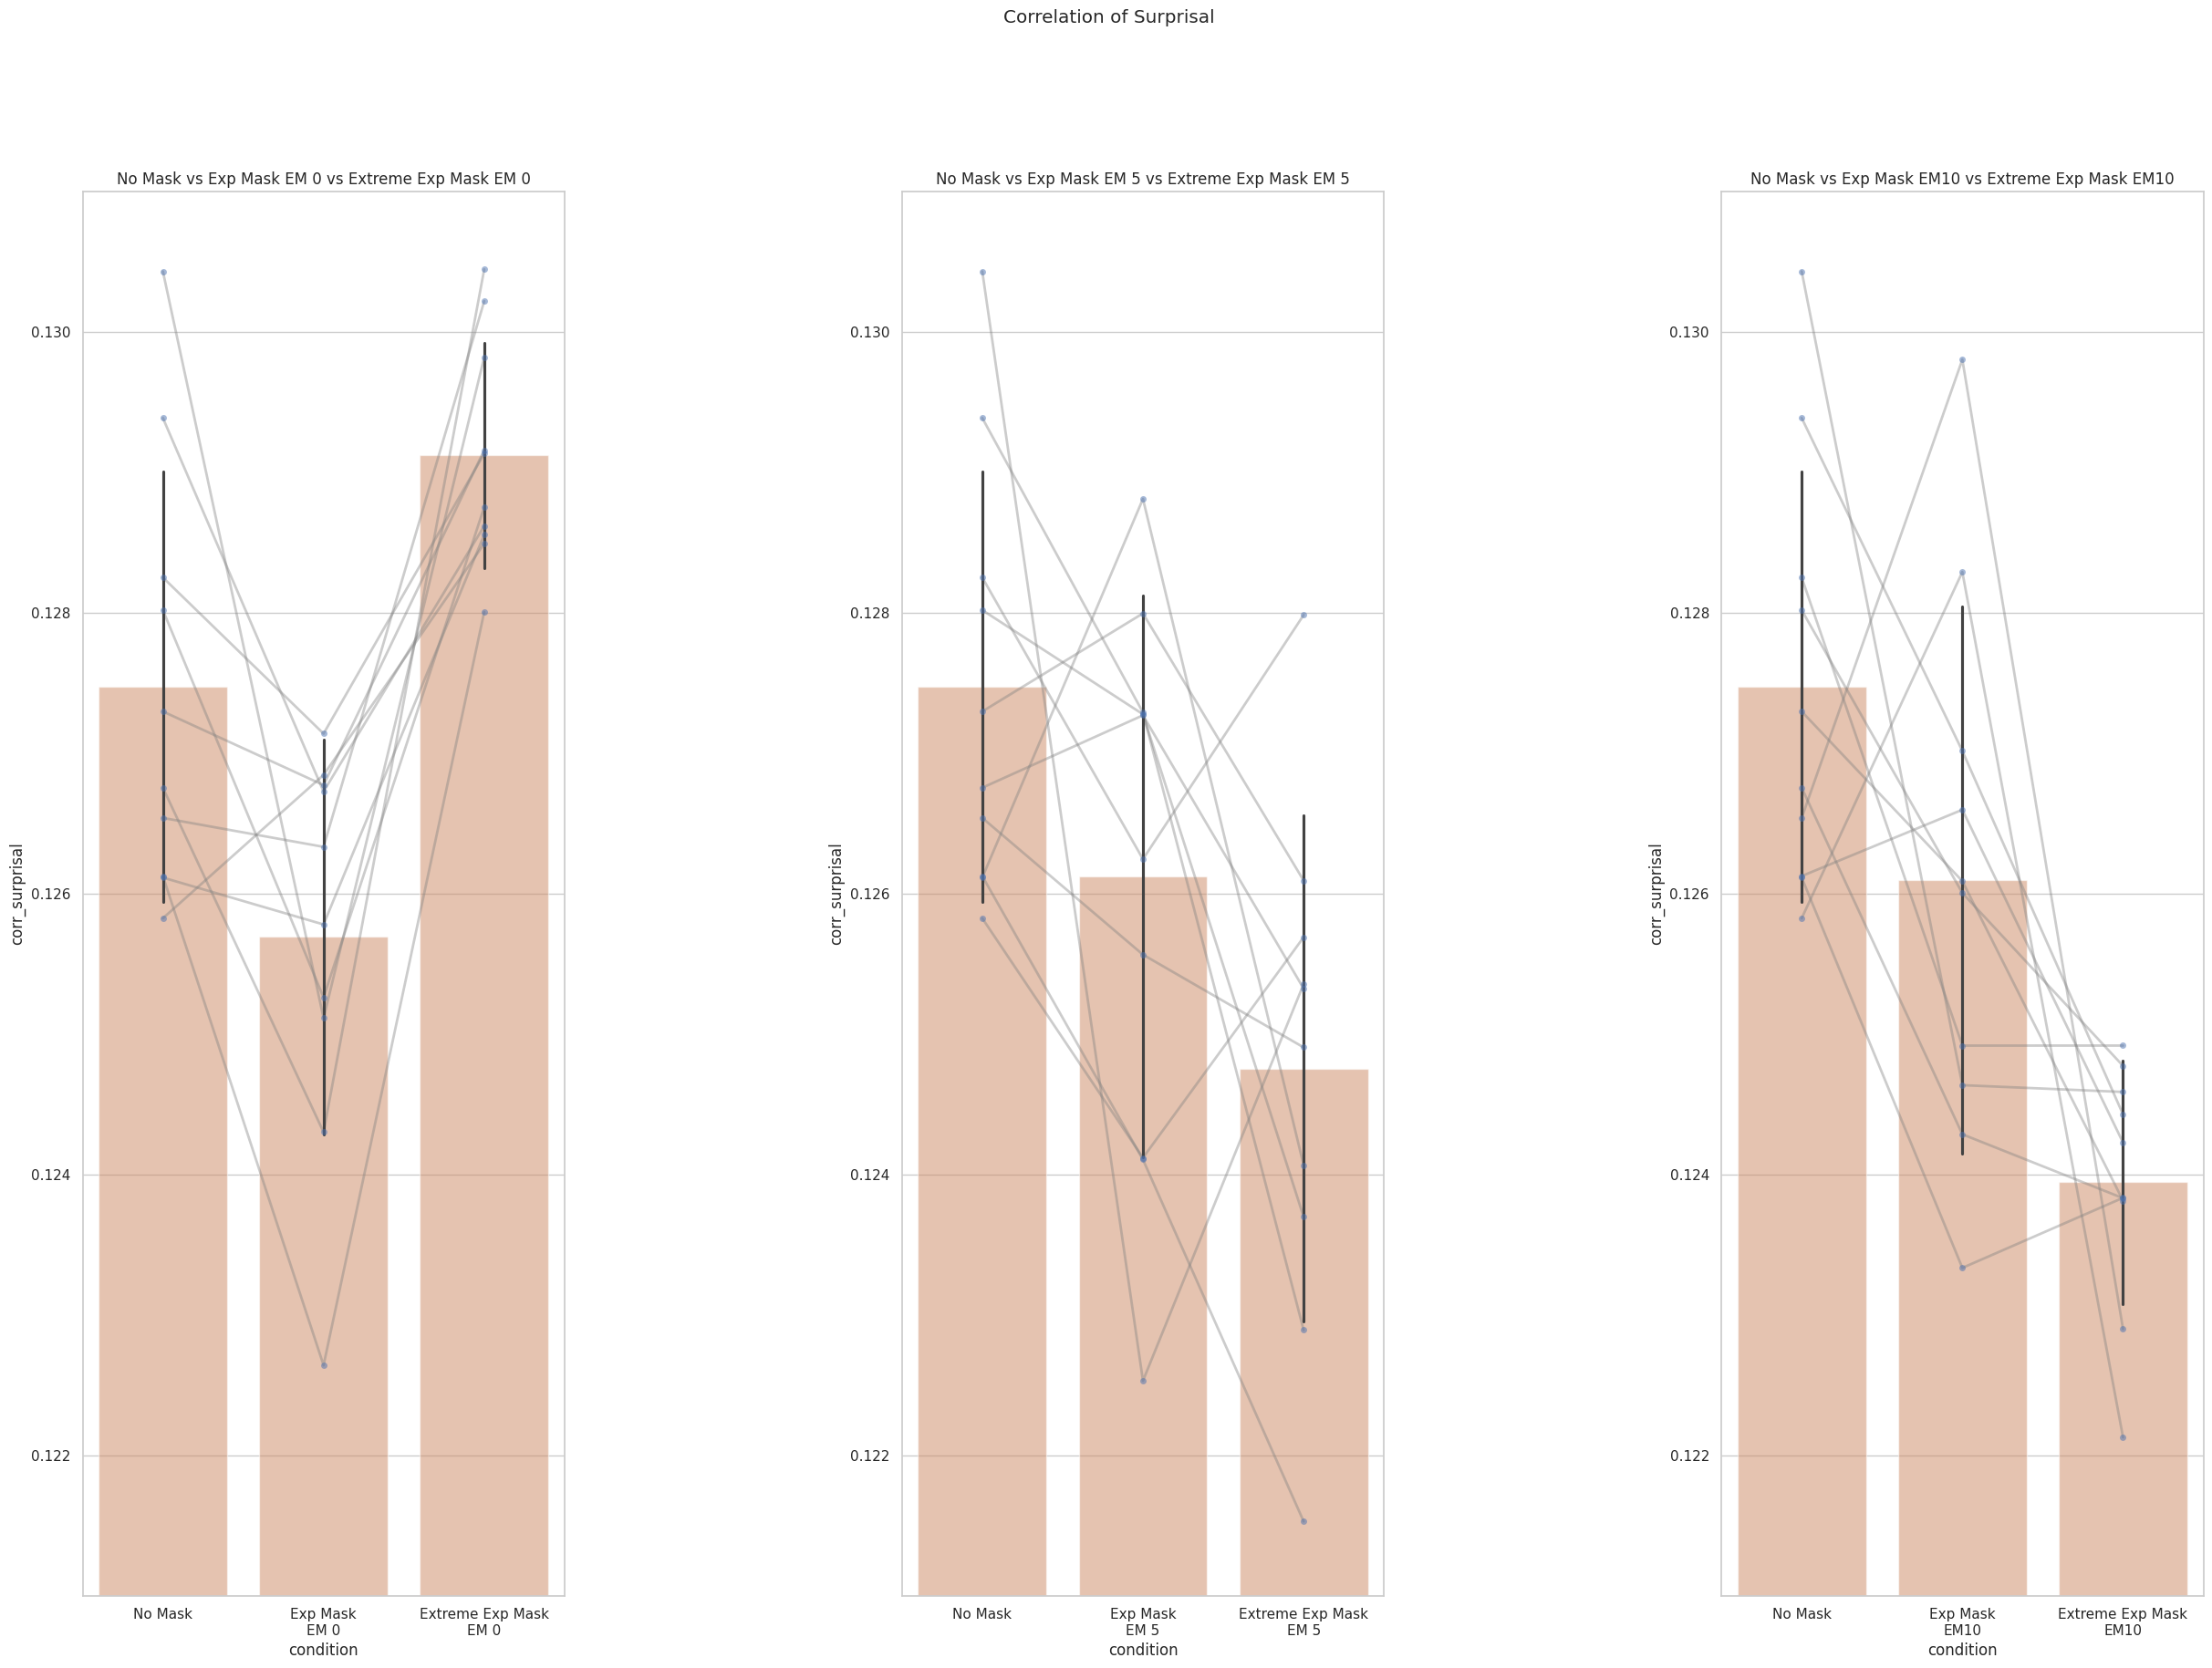 Correlation of Surprisal
No Mask vs Exp Mask EM 0 vs Extreme Exp Mask EM 0
corr_surprisal
0.130
0.128
0.126
0.124
0.122
No Mask
Exp Mask
EM 0
Extreme Exp Mask
EM 0
condition
No Mask vs Exp Mask EM 5 vs Extreme Exp Mask EM 5
corr_surprisal
0.130
0.128
0.126
0.124
0.122
No Mask
Exp Mask
EM 5
Extreme Exp Mask
EM 5
condition
No Mask vs Exp Mask EM10 vs Extreme Exp Mask EM10
corr_surprisal
0.130
0.128
0.126
0.124
0.122
No Mask
Exp Mask
EM10
Extreme Exp Mask
EM10
condition